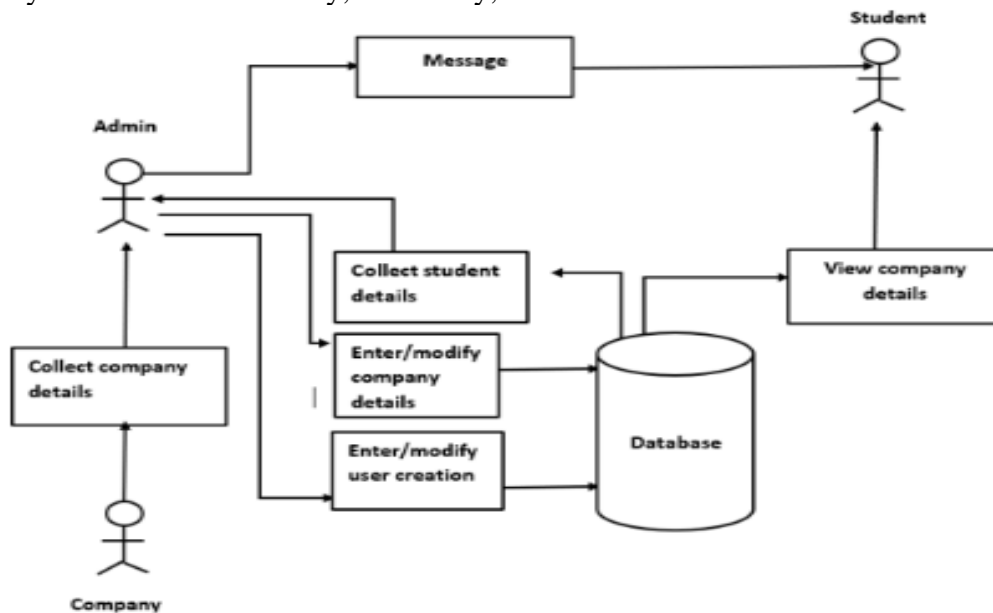 Student
Message
Admin
Collect student
details
View company
details
Enter/modify
company
details
Collect company
details
Database
Enter/modify
user creation
Company